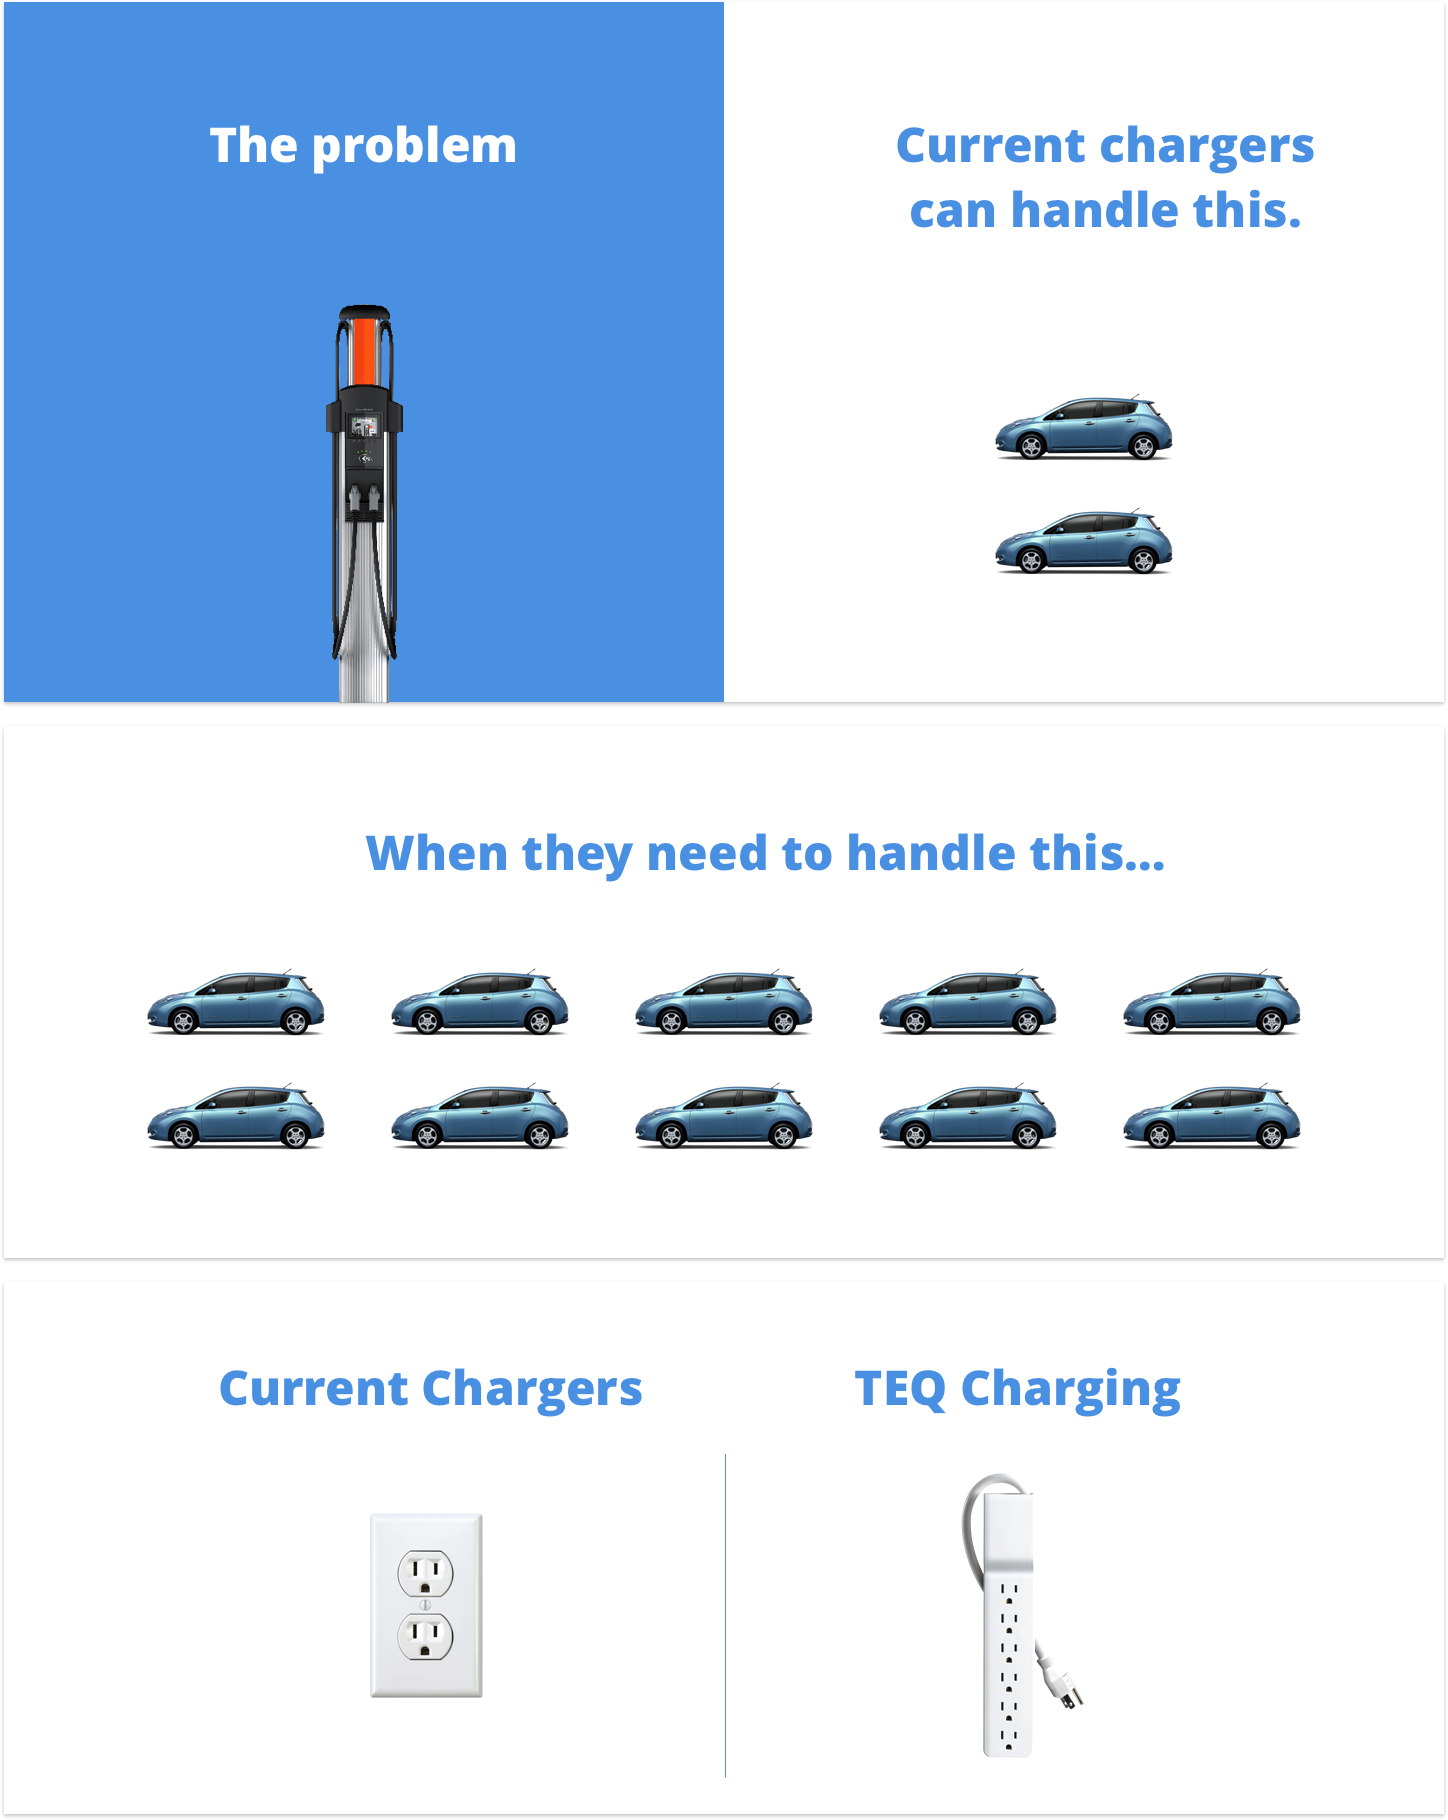 The problem
Current chargers
can handle this.
When they need to handle this...
Current Chargers
TEQ Charging